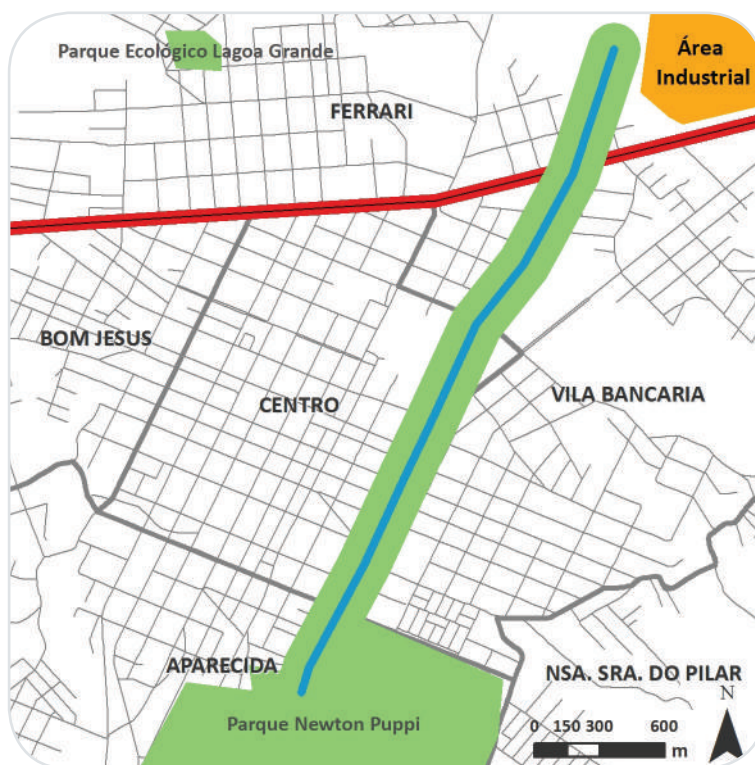 Parque Ecológico Lagoa Grande
Área
Industrial
FERRARI
BOM JESUS
CENTRO
VILA BANCARIA
APARECIDA
NSA. SRA. DO PILAR
Parque Newton Puppi
N
0 150 300 600
m